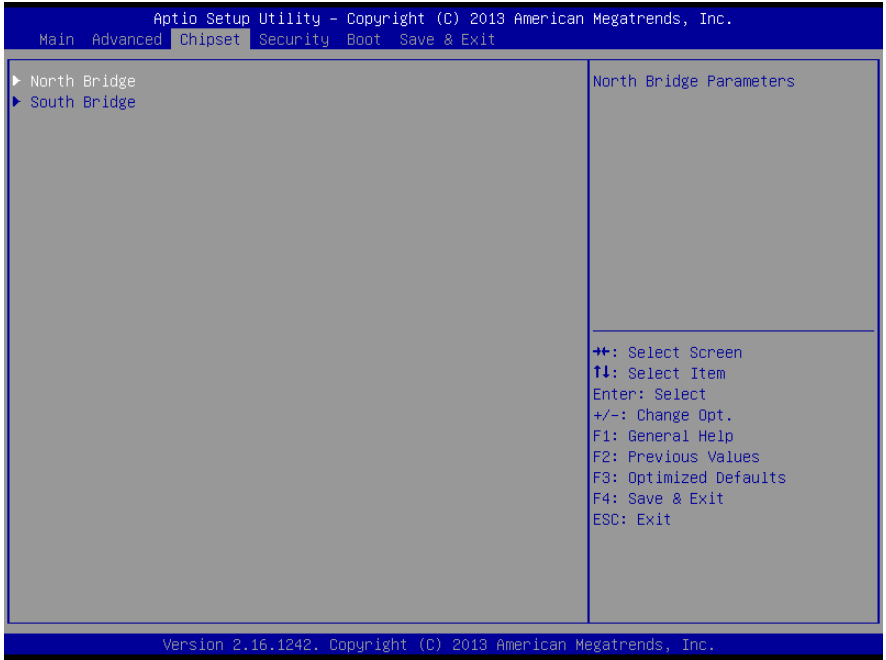 Aptio Setup Utility – Copyright (C) 2013 American Megatrends, Inc.
Main Advanced Chipset Security Boot Save & Exit
► North Bridge
► South Bridge
North Bridge Parameters
→←: Select Screen
↑↓: Select Item
Enter: Select
+/-: Change Opt.
F1: General Help
F2: Previous Values
F3: Optimized Defaults
F4: Save & Exit
ESC: Exit
Version 2.16.1242. Copyright (C) 2013 American Megatrends, Inc.